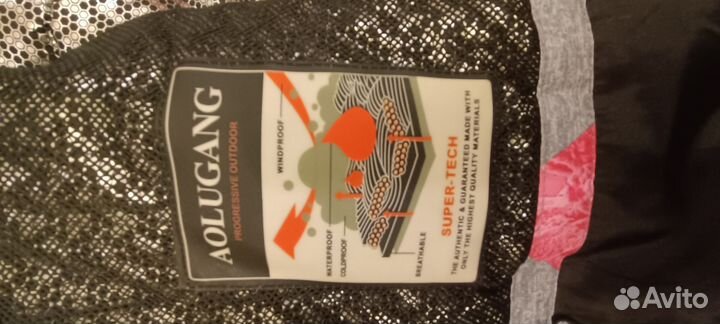 AOLUGANG
PROGRESSIVE OUTDOOR
WINDPROOF
WATERPROOF
COLDPROOF
BREATHABLE
SUPER-TECH
THE AUTHENTIC & GUARANTEED MADE WITH
ONLY THE HIGHEST QUALITY MATERIALS
Avito